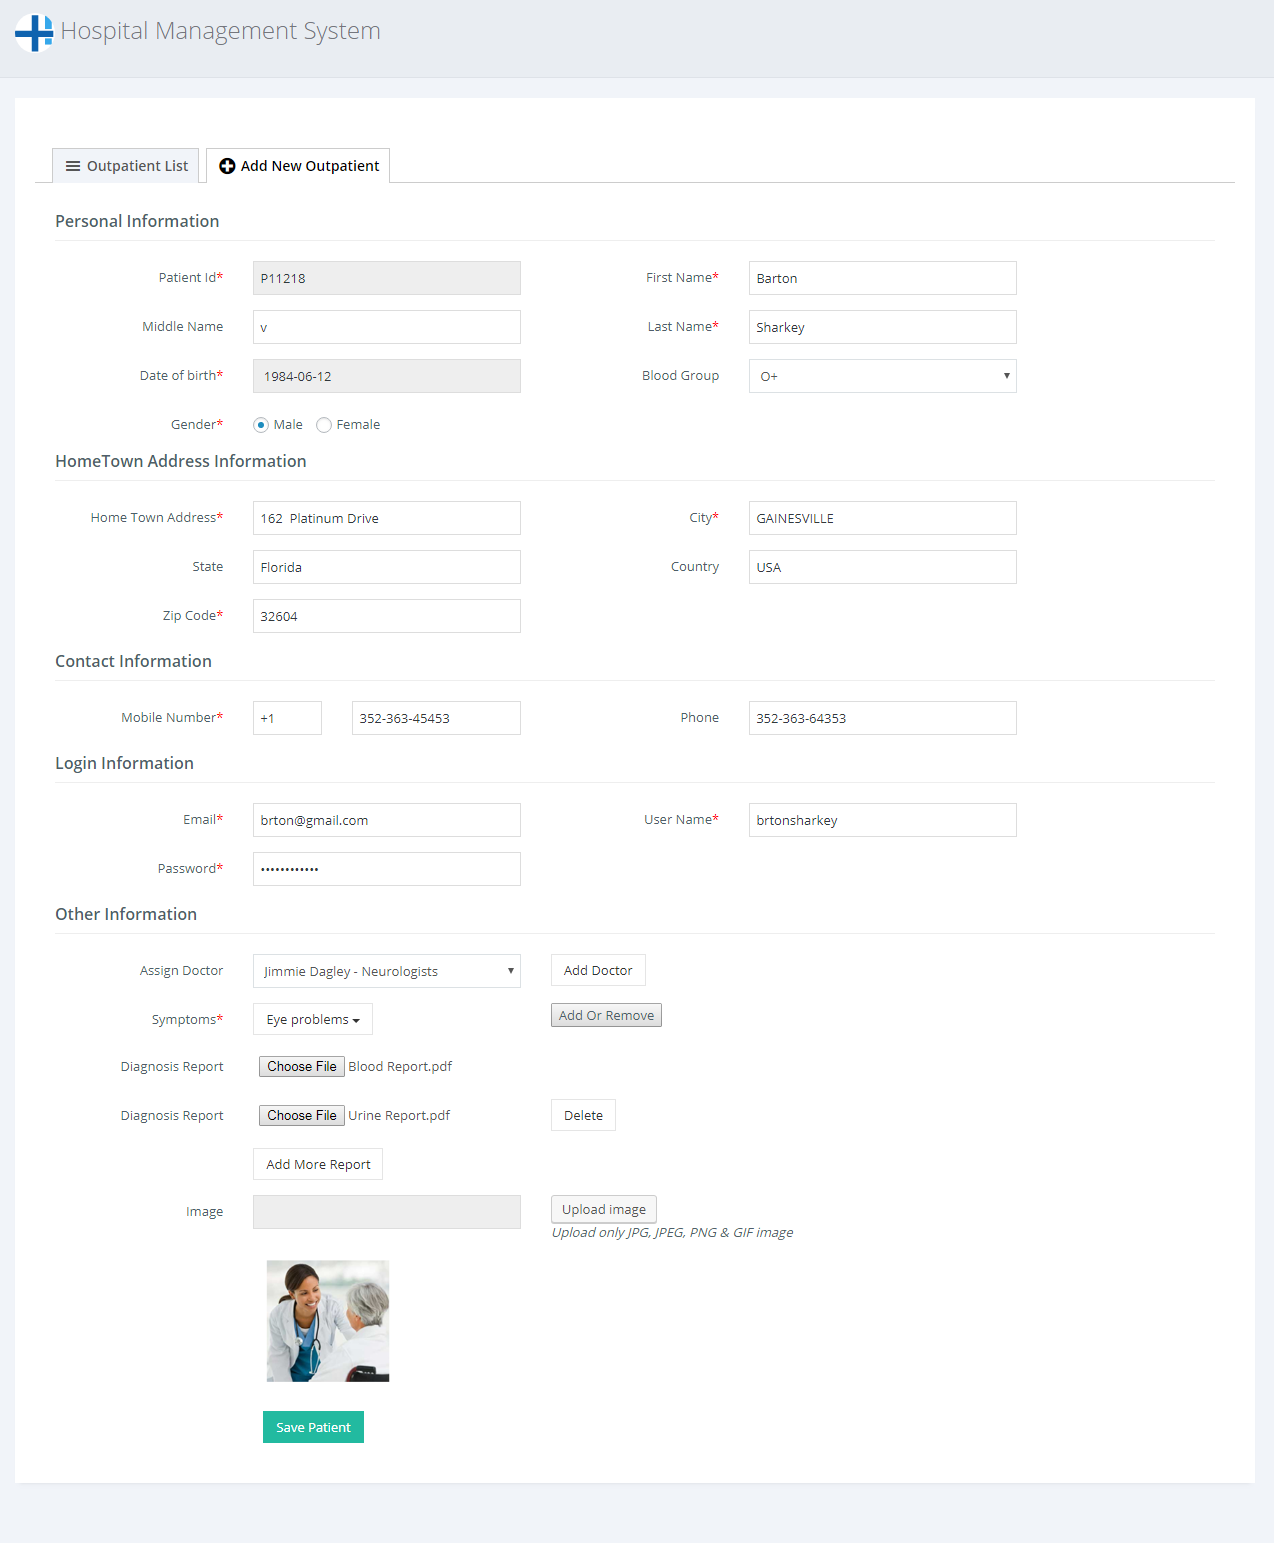 Hospital Management System
Outpatient List
Add New Outpatient
Personal Information
Patient Id* P11218 First Name* Barton
Middle Name v Last Name* Sharkey
Date of birth* 1984-06-12 Blood Group O+
Gender* Male Female
HomeTown Address Information
Home Town Address* 162  Platinum Drive City* GAINESVILLE
State Florida Country USA
Zip Code* 32604
Contact Information
Mobile Number* +1 352-363-45453 Phone 352-363-64353
Login Information
Email* brton@gmail.com User Name* brtonsharkey
Password* ••••••••••••
Other Information
Assign Doctor Jimmie Dagley - Neurologists Add Doctor
Symptoms* Eye problems Add Or Remove
Diagnosis Report Choose File Blood Report.pdf
Diagnosis Report Choose File Urine Report.pdf Delete
Add More Report
Image Upload image
Upload only JPG, JPEG, PNG & GIF image
Save Patient